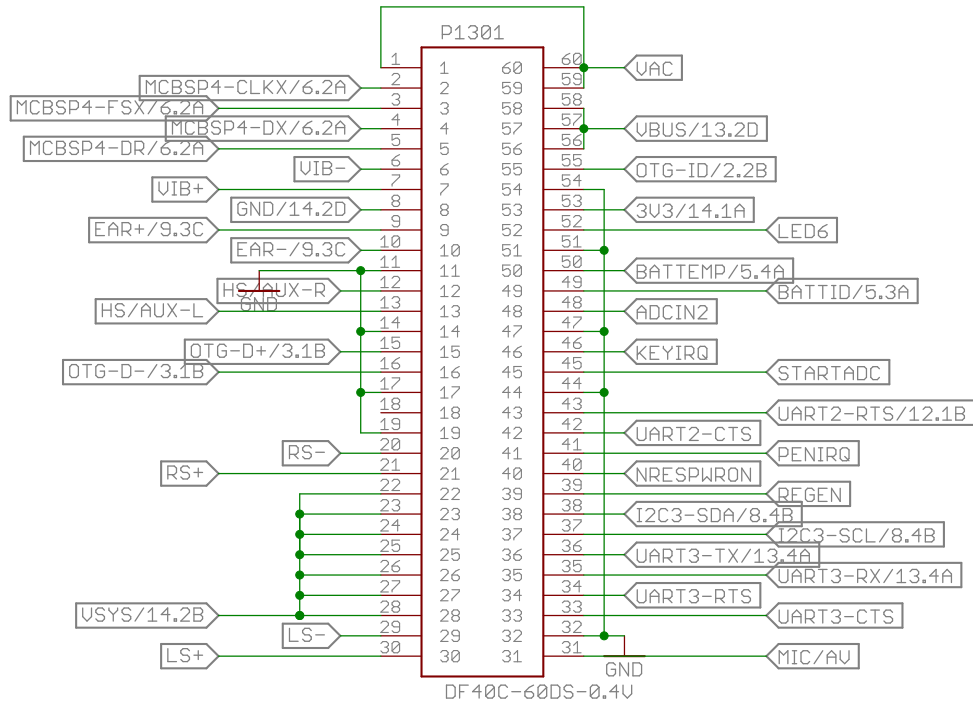 P1301
1 1 60 60 VAC
MCBSP4-CLKX/6.2A 2 2 59 59
MCBSP4-FSX/6.2A 3 3 58 58
MCBSP4-DX/6.2A 4 4 57 57 VBUS/13.2D
MCBSP4-DR/6.2A 5 5 56 56
VIB- 6 6 55 55 OTG-ID/2.2B
VIB+ 7 7 54 54
GND/14.2D 8 8 53 53 3V3/14.1A
EAR+/9.3C 9 9 52 52 LED6
EAR-/9.3C 10 10 51 51
11 11 50 50 BATTEMP/5.4A
HS/AUX-R 12 12 49 49 BATTID/5.3A
GND
HS/AUX-L 13 13 48 48 ADCIN2
14 14 47 47
OTG-D+/3.1B 15 15 46 46 KEYIRQ
OTG-D-/3.1B 16 16 45 45 STARTADC
17 17 44 44
18 18 43 43 UART2-RTS/12.1B
19 19 42 42 UART2-CTS
RS- 20 20 41 41 PENIRQ
RS+ 21 21 40 40 NRESPWRON
22 22 39 39 REGEN
23 23 38 38 I2C3-SDA/8.4B
24 24 37 37 I2C3-SCL/8.4B
25 25 36 36 UART3-TX/13.4A
26 26 35 35 UART3-RX/13.4A
27 27 34 34 UART3-RTS
VSYS/14.2B 28 28 33 33 UART3-CTS
LS- 29 29 32 32
LS+ 30 30 31 31 MIC/AV
GND
DF40C-60DS-0.4V